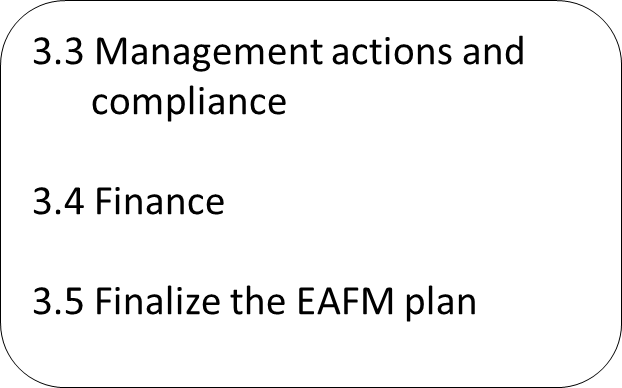 3.3 Management actions and
compliance
3.4 Finance
3.5 Finalize the EAFM plan